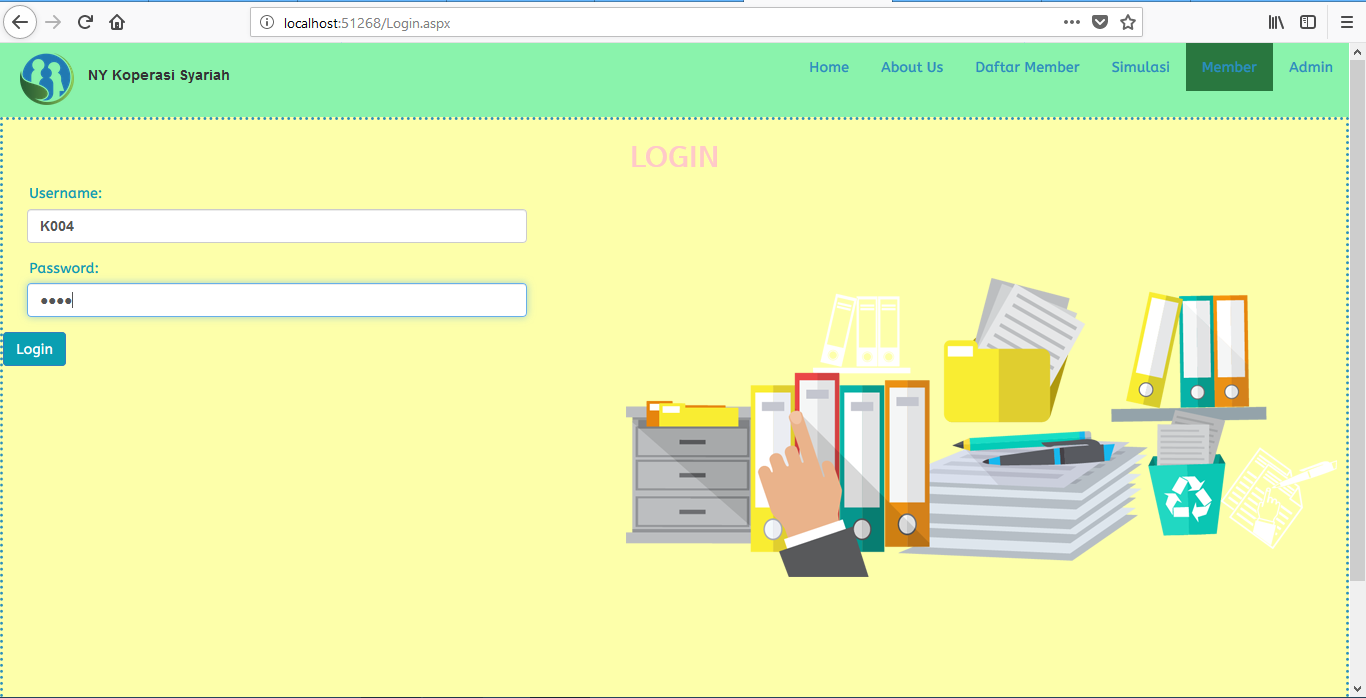 localhost:51268/Login.aspx
NY Koperasi Syariah
Home About Us Daftar Member Simulasi Member Admin
LOGIN
Username:
K004
Password:
••••
Login